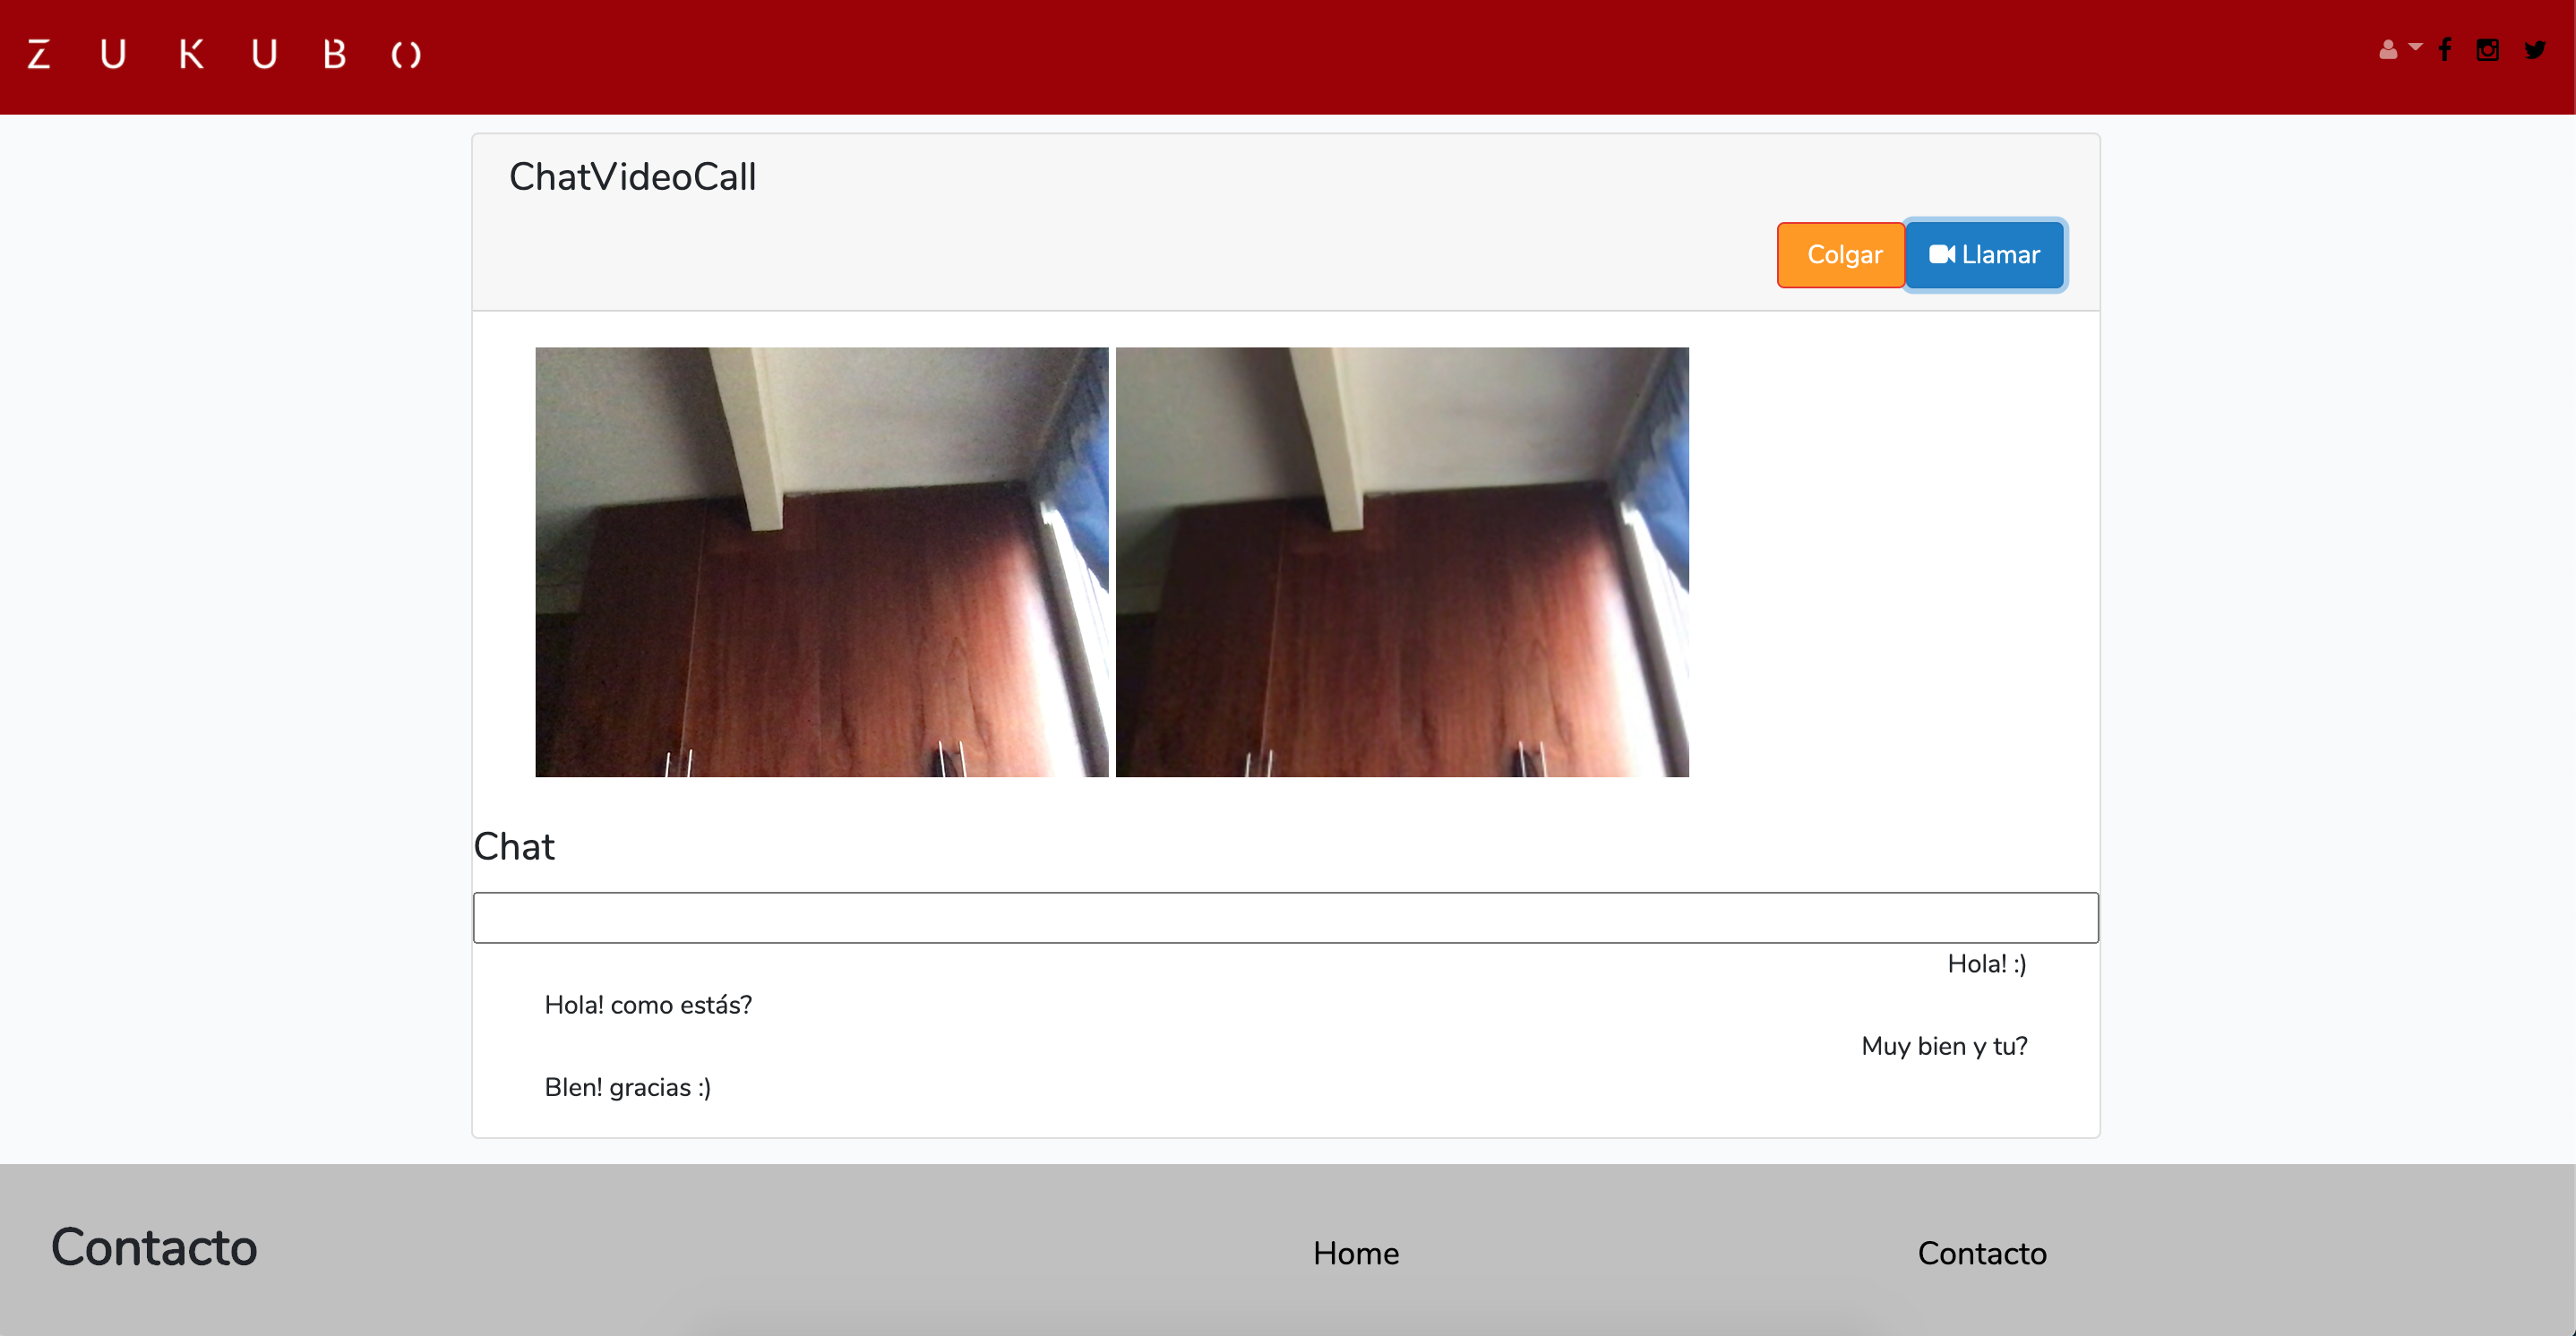 Z U K U B O
ChatVideoCall
Colgar Llamar
Chat
Hola! :)
Hola! como estás?
Muy bien y tu?
Blen! gracias :)
Contacto Home Contacto